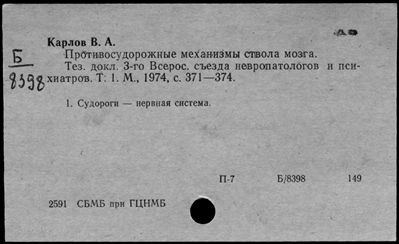 Карлов В. А.
Противосудорожные механизмы ствола мозга.
Б
8398
Тез. докл. 3-го Всерос. съезда невропатологов и пси-
хиатров. Т. 1. М., 1974, с. 371—374.
1. Судороги — нервная система.
П-7 Б/8398 149
2591 СБМБ при ГЦНМБ